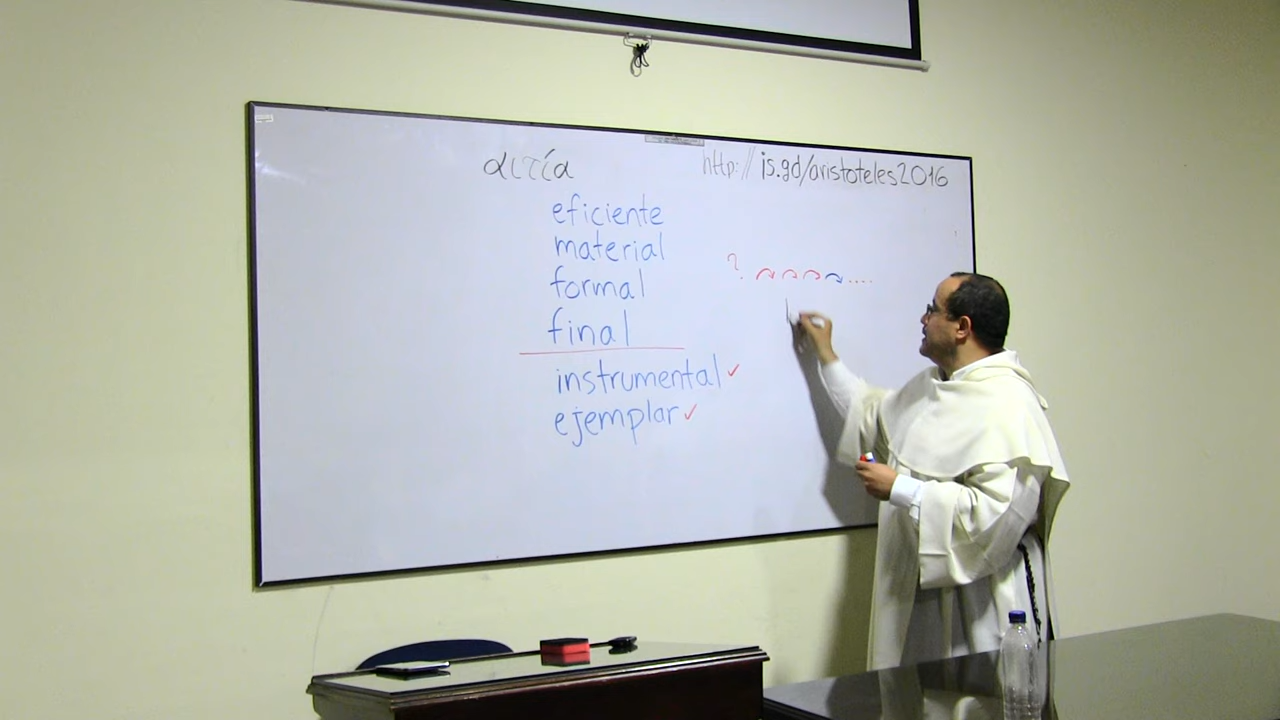 αιτία
http://is.gd/aristoteles2016
eficiente
material
formal
final
instrumental ✓
ejemplar ✓
? ....